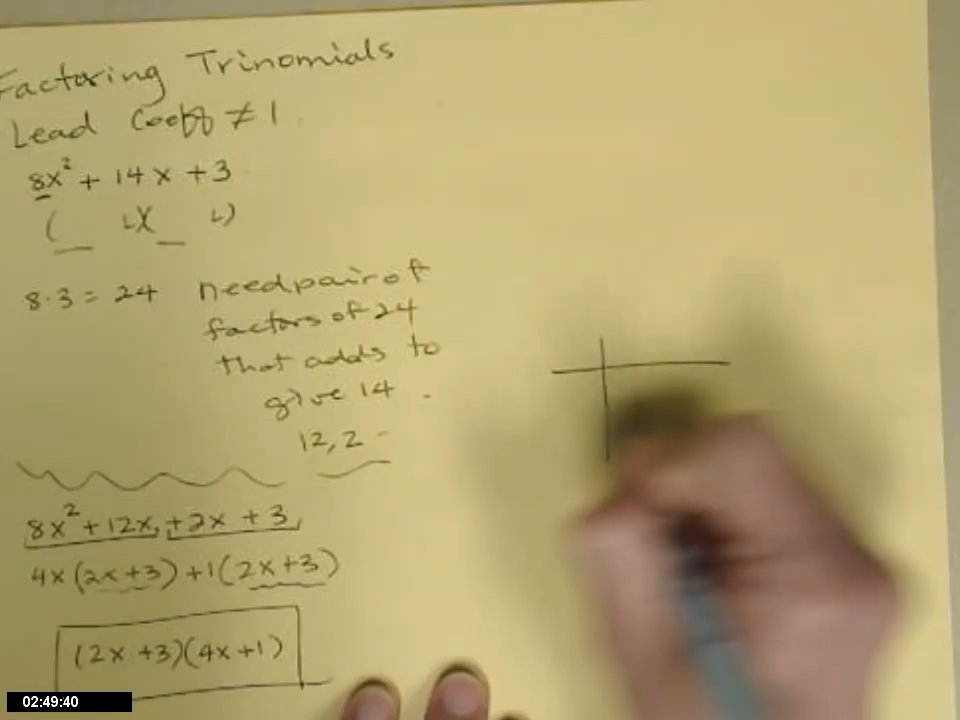 Factoring Trinomials
Lead Coeff ≠ 1
8x² + 14x + 3
( )( )
8·3 = 24 need pair of
factors of 24
that adds to
give 14.
12, 2
8x² + 12x + 2x + 3
4x(2x+3) + 1(2x+3)
(2x+3)(4x+1)
02:49:40